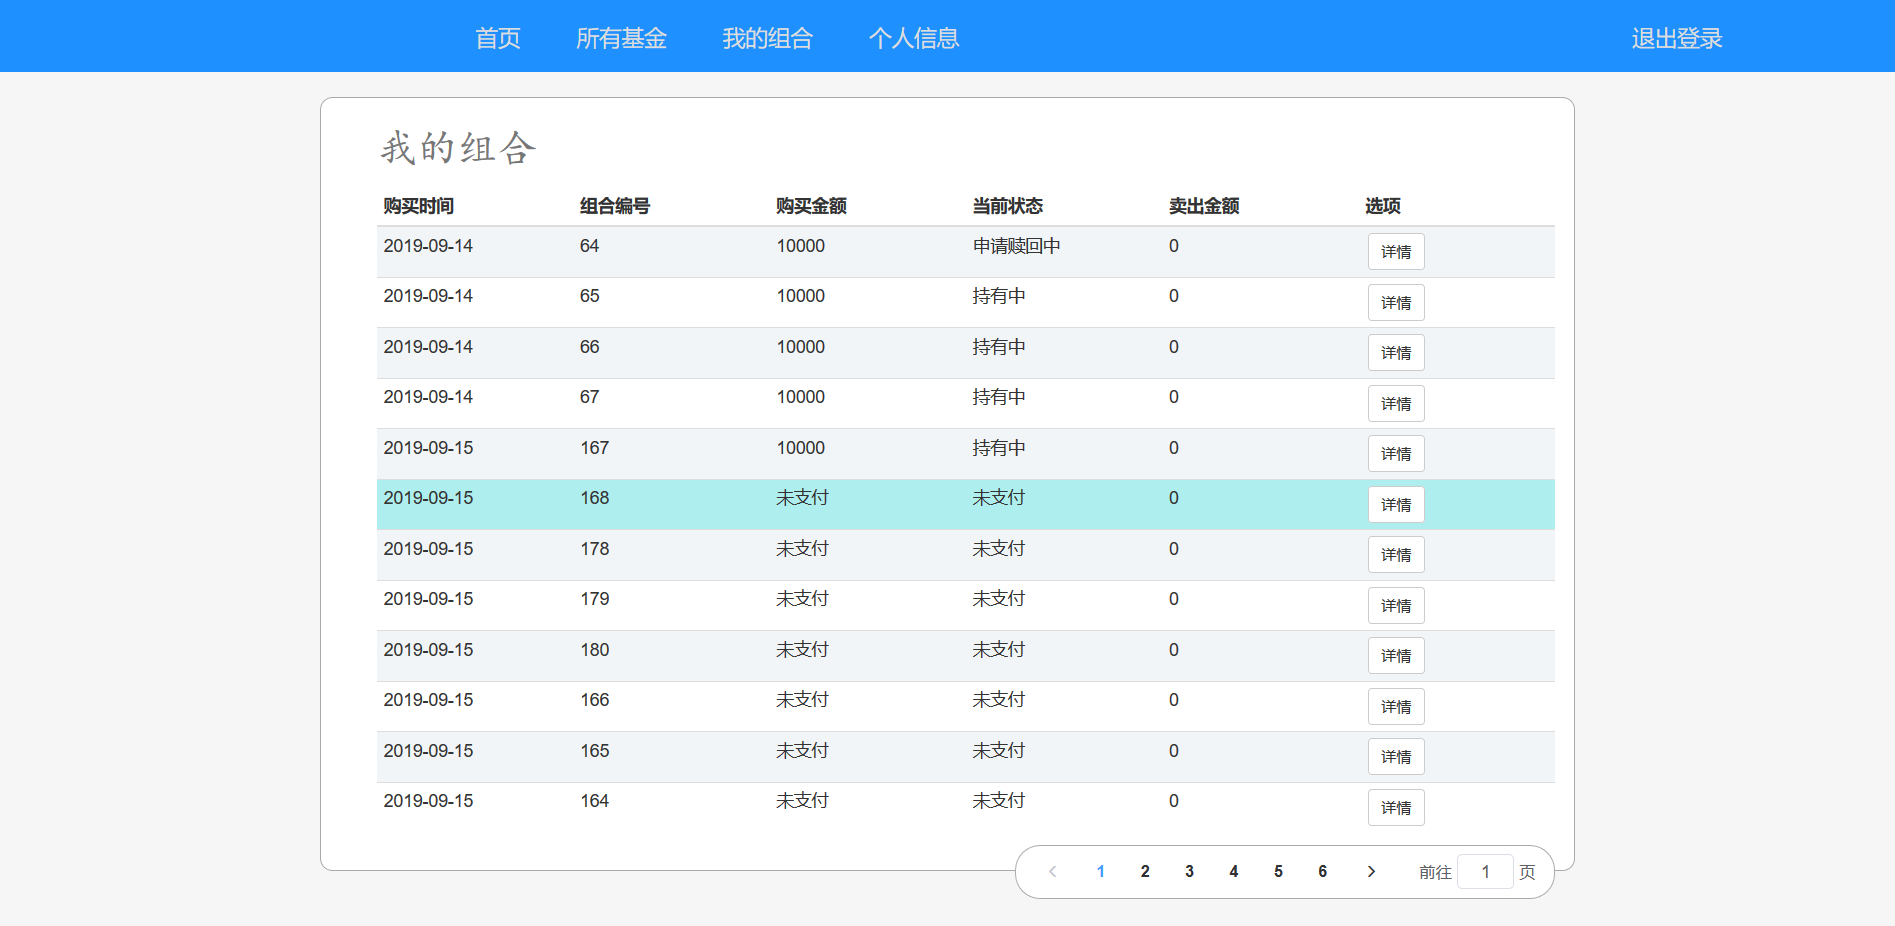 首页 所有基金 我的组合 个人信息 退出登录
我的组合
购买时间 组合编号 购买金额 当前状态 卖出金额 选项
2019-09-14 64 10000 申请赎回中 0 详情
2019-09-14 65 10000 持有中 0 详情
2019-09-14 66 10000 持有中 0 详情
2019-09-14 67 10000 持有中 0 详情
2019-09-15 167 10000 持有中 0 详情
2019-09-15 168 未支付 未支付 0 详情
2019-09-15 178 未支付 未支付 0 详情
2019-09-15 179 未支付 未支付 0 详情
2019-09-15 180 未支付 未支付 0 详情
2019-09-15 166 未支付 未支付 0 详情
2019-09-15 165 未支付 未支付 0 详情
2019-09-15 164 未支付 未支付 0 详情
1 2 3 4 5 6 前往 1 页